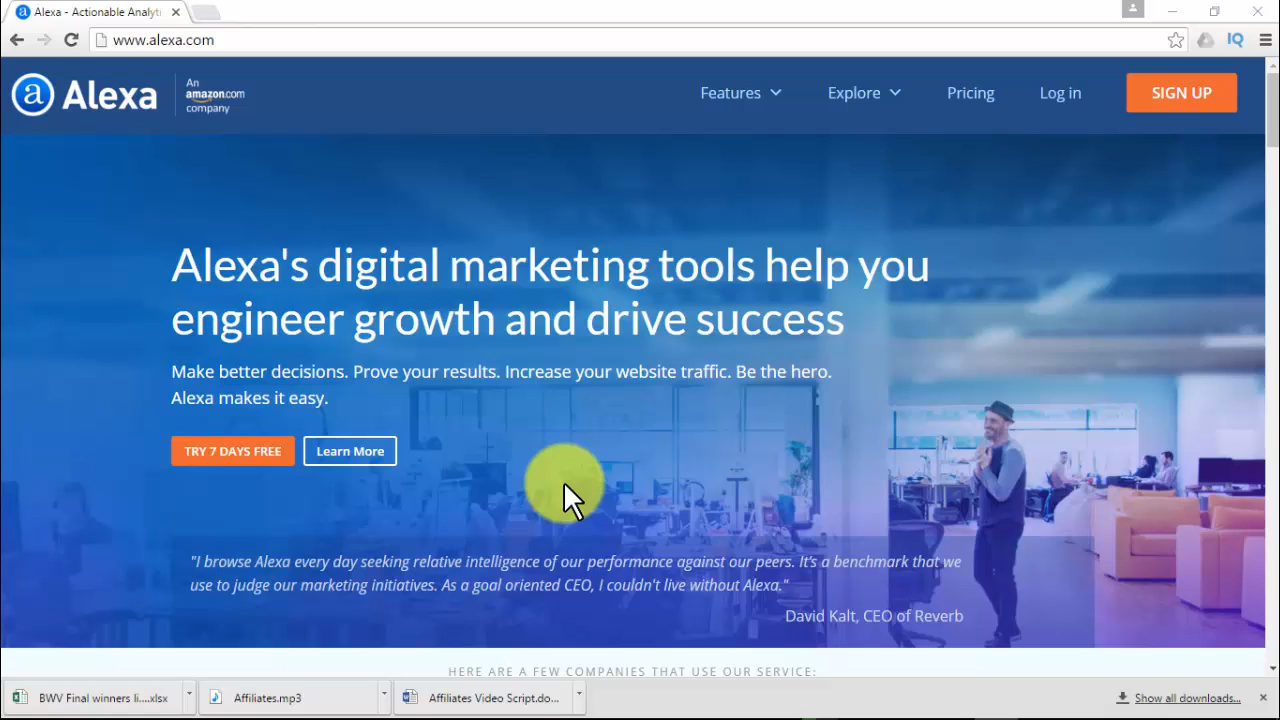 Alexa - Actionable Analyti
www.alexa.com
IQ
a Alexa
An
amazon.com
company
Features
Explore
Pricing
Log in
SIGN UP
Alexa's digital marketing tools help you
engineer growth and drive success
Make better decisions. Prove your results. Increase your website traffic. Be the hero.
Alexa makes it easy.
TRY 7 DAYS FREE
Learn More
"I browse Alexa every day seeking relative intelligence of our performance against our peers. It's a benchmark that we
use to judge our marketing initiatives. As a goal oriented CEO, I couldn't live without Alexa."
David Kalt, CEO of Reverb
HERE ARE A FEW COMPANIES THAT USE OUR SERVICE:
BWV Final winners li....xlsx
Affiliates.mp3
Affiliates Video Script.do...
Show all downloads...